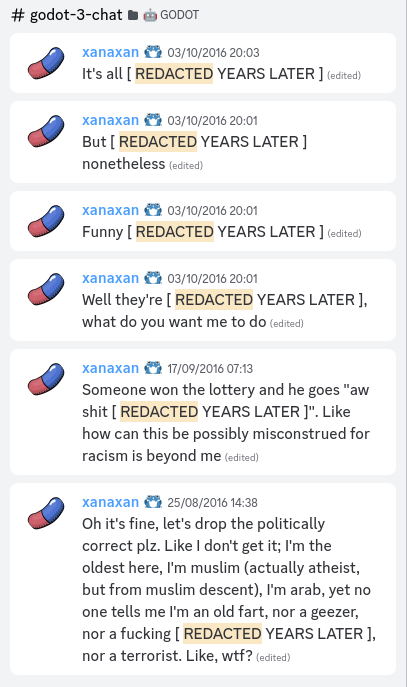 # godot-3-chat GODOT
xanaxan 03/10/2016 20:03
It's all [ REDACTED YEARS LATER ] (edited)
xanaxan 03/10/2016 20:01
But [ REDACTED YEARS LATER ]
nonetheless (edited)
xanaxan 03/10/2016 20:01
Funny [ REDACTED YEARS LATER ] (edited)
xanaxan 03/10/2016 20:01
Well they're [ REDACTED YEARS LATER ],
what do you want me to do (edited)
xanaxan 17/09/2016 07:13
Someone won the lottery and he goes "aw
shit [ REDACTED YEARS LATER ]". Like
how can this be possibly misconstrued for
racism is beyond me (edited)
xanaxan 25/08/2016 14:38
Oh it's fine, let's drop the politically
correct plz. Like I don't get it; I'm the
oldest here, I'm muslim (actually atheist,
but from muslim descent), I'm arab, yet no
one tells me I'm an old fart, nor a geezer,
nor a fucking [ REDACTED YEARS LATER ],
nor a terrorist. Like, wtf? (edited)